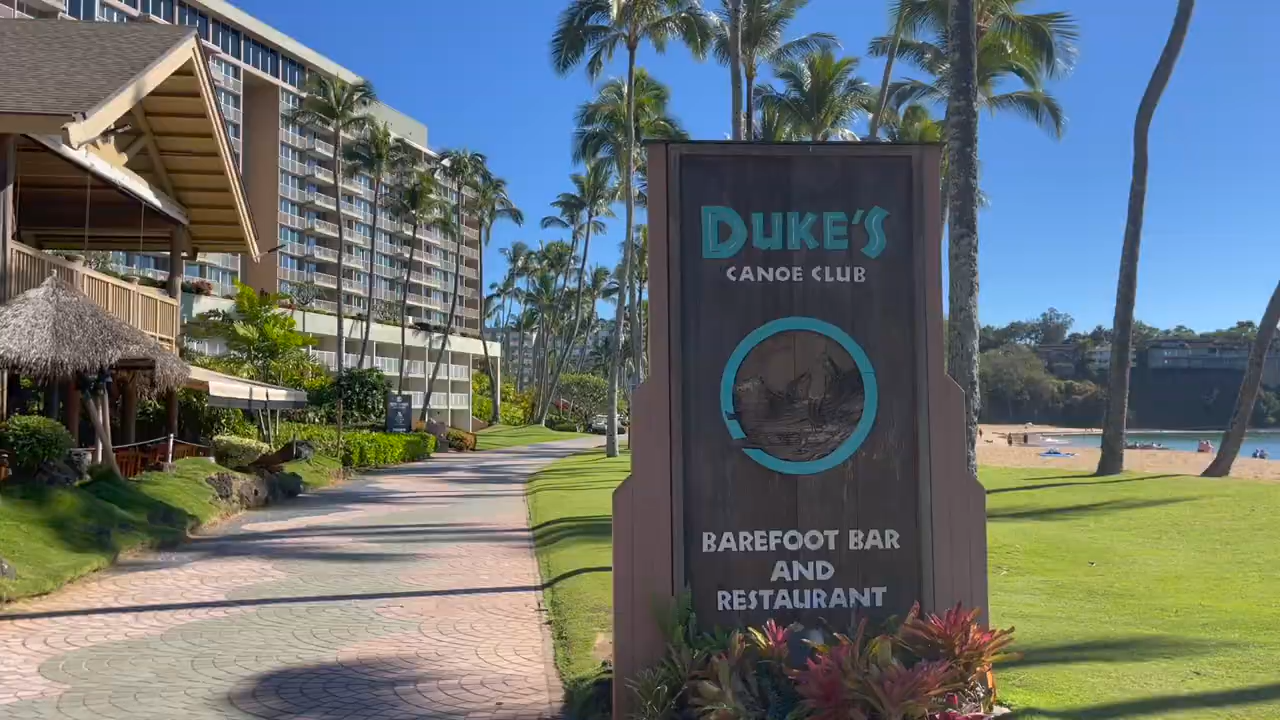 DUKE'S
CANOE CLUB
BAREFOOT BAR
AND
RESTAURANT